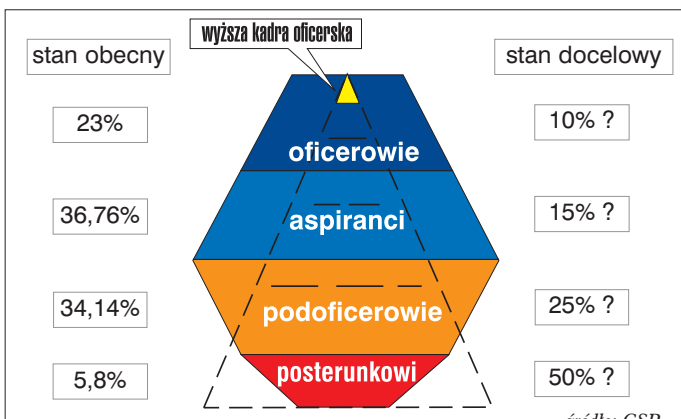 wyższa kadra oficerska
stan obecny
stan docelowy
23%
oficerowie
10% ?
36,76%
aspiranci
15% ?
34,14%
podoficerowie
25% ?
5,8%
posterunkowi
50% ?